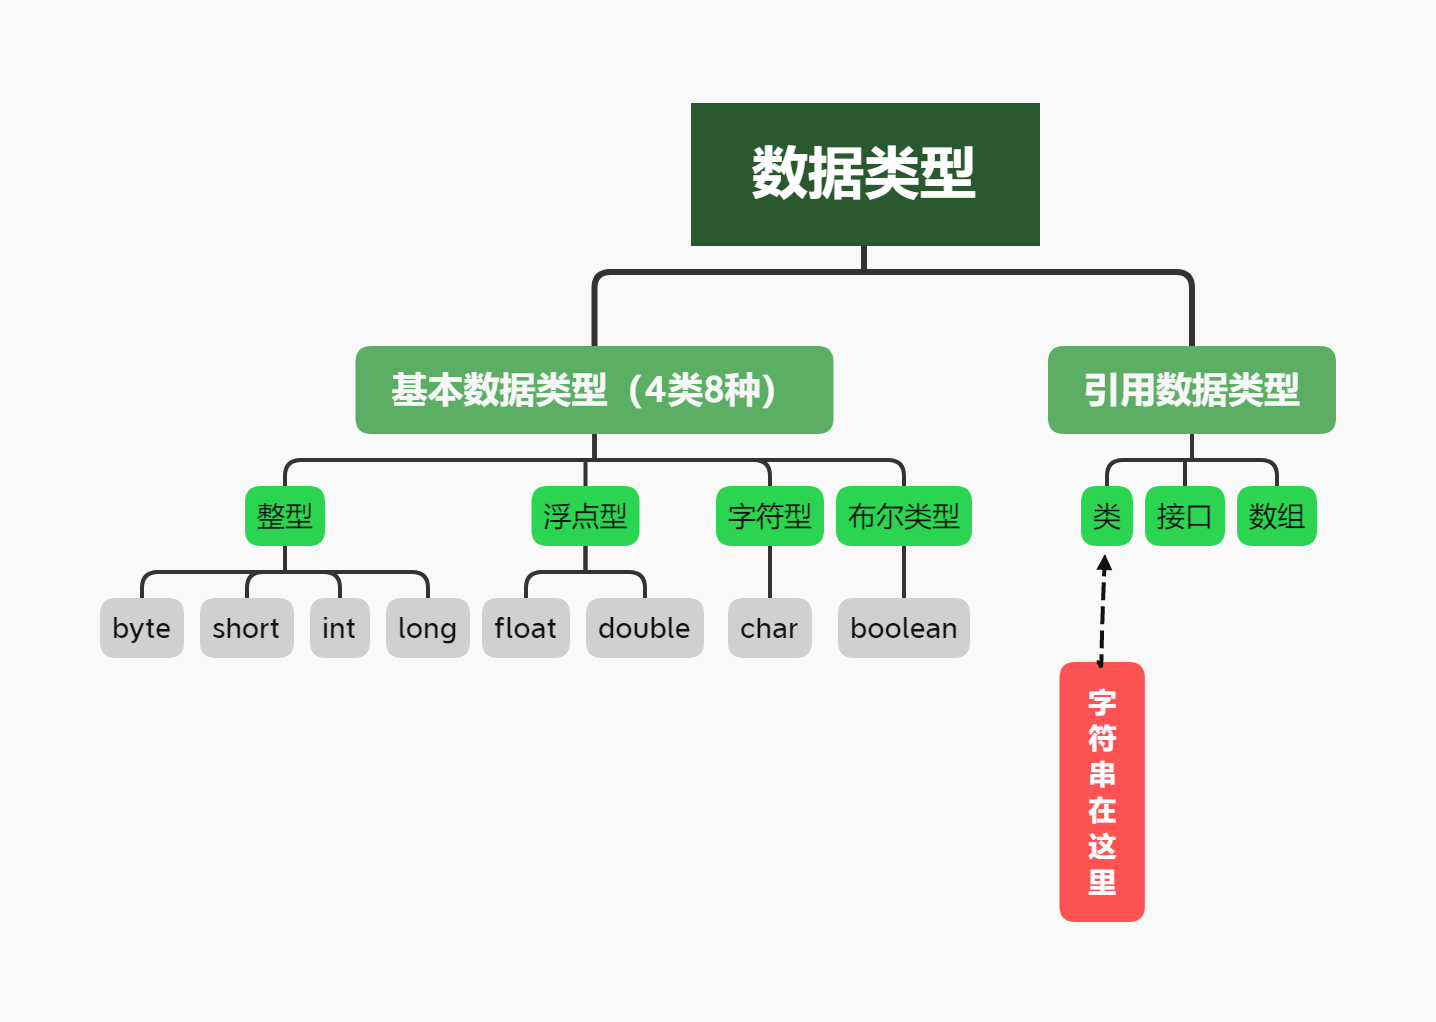 数据类型
基本数据类型（4类8种）
引用数据类型
整型
浮点型
字符型
布尔类型
类
接口
数组
byte
short
int
long
float
double
char
boolean
字
符
串
在
这
里